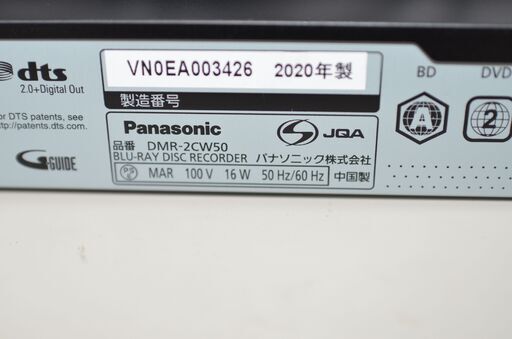 dts
2.0+Digital Out
For DTS patents, see
http://patents.dts.com.
G-GUIDE
VN0EA003426 2020年製
製造番号
Panasonic
JQA
品番 DMR-2CW50
BLU-RAY DISC RECORDER パナソニック株式会社
PS E MAR 100 V 16 W 50 Hz/60 Hz 中国製
BD DVD
A 2